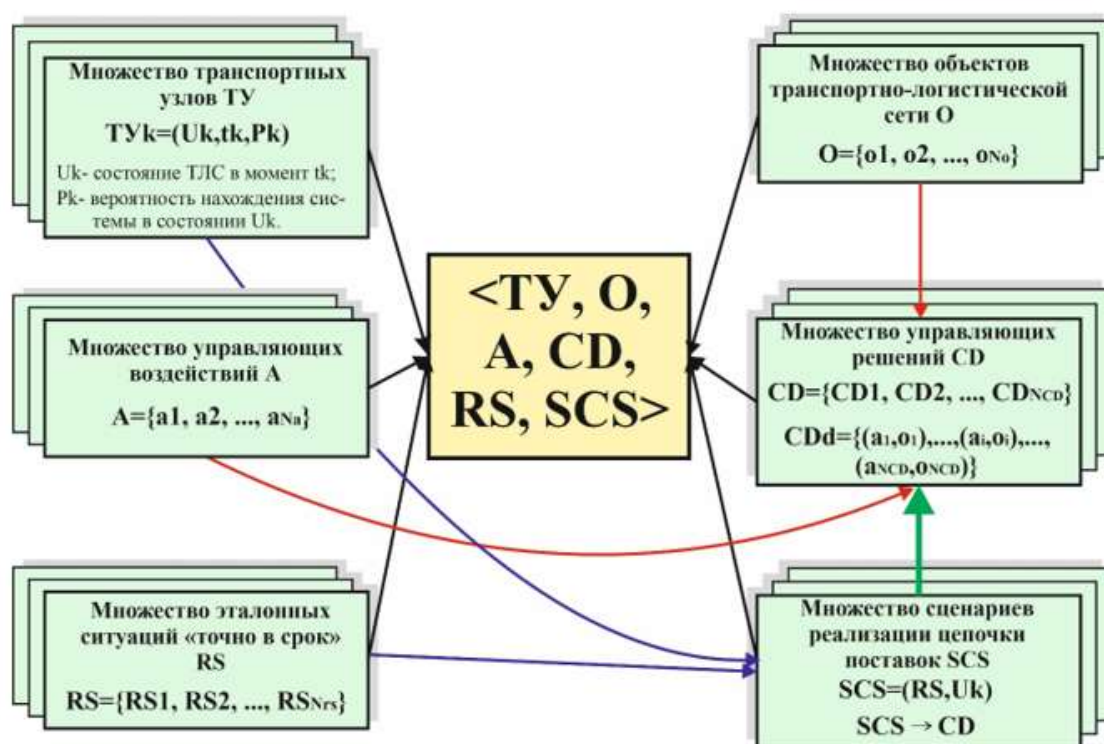 Множество транспортных
узлов ТУ
ТУk=(Uk,tk,Pk)
Uk- состояние ТЛС в момент tk;
Pk- вероятность нахождения сис-
темы в состоянии Uk.
Множество управляющих
воздействий А
A={a1, a2, ..., aNa}
Множество эталонных
ситуаций «точно в срок»
RS
RS={RS1, RS2, ..., RSNrs}
<ТУ, О,
А, CD,
RS, SCS>
Множество объектов
транспортно-логистической
сети О
O={o1, o2, ..., oNo}
Множество управляющих
решений CD
CD={CD1, CD2, ..., CDNCD}
CDd={(a1,o1),...,(ai,oi),...,
(aNCD,oNCD)}
Множество сценариев
реализации цепочки
поставок SCS
SCS=(RS,Uk)
SCS → CD